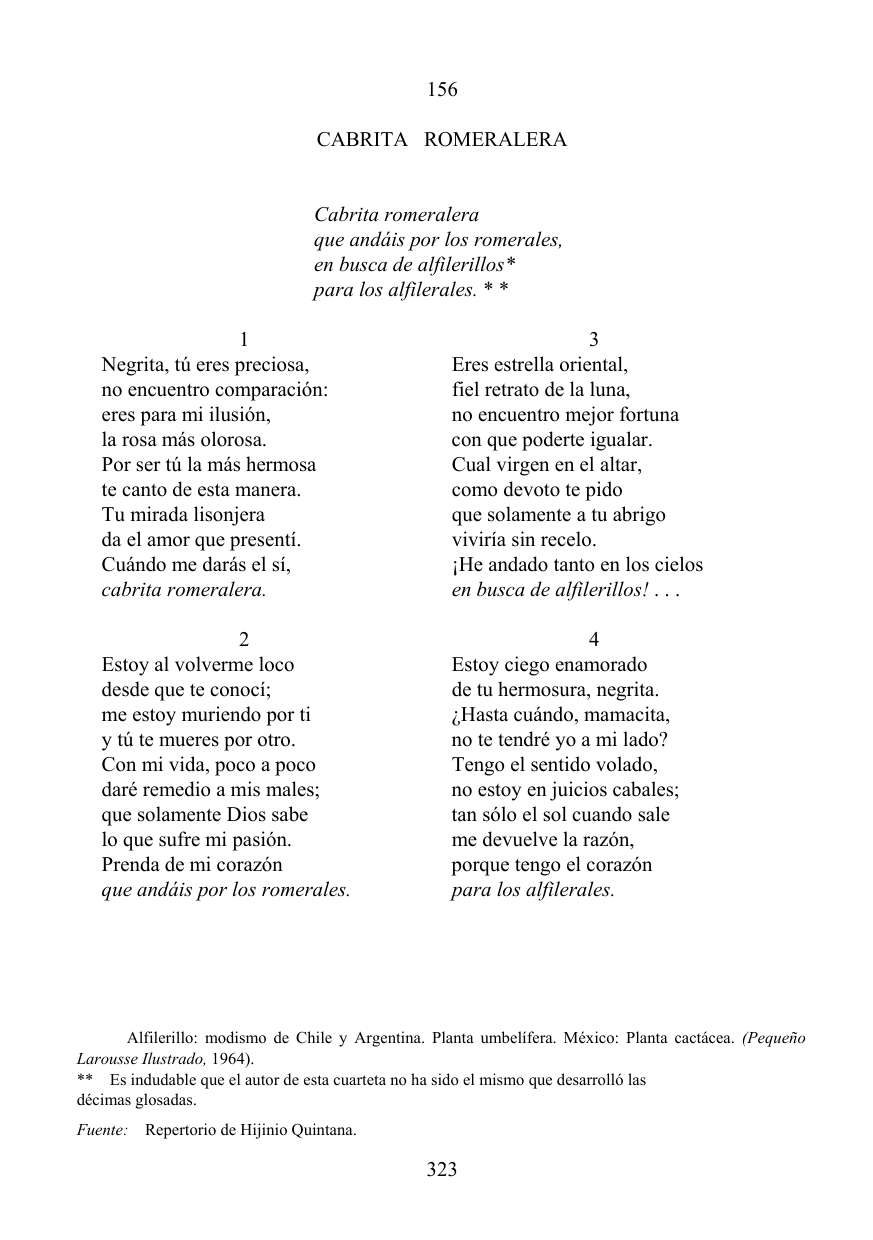 156
CABRITA ROMERALERA
Cabrita romeralera
que andáis por los romerales,
en busca de alfilerillos*
para los alfilerales. * *
1
Negrita, tú eres preciosa,
no encuentro comparación:
eres para mi ilusión,
la rosa más olorosa.
Por ser tú la más hermosa
te canto de esta manera.
Tu mirada lisonjera
da el amor que presentí.
Cuándo me darás el sí,
cabrita romeralera.
2
Estoy al volverme loco
desde que te conocí;
me estoy muriendo por ti
y tú te mueres por otro.
Con mi vida, poco a poco
daré remedio a mis males;
que solamente Dios sabe
lo que sufre mi pasión.
Prenda de mi corazón
que andáis por los romerales.
3
Eres estrella oriental,
fiel retrato de la luna,
no encuentro mejor fortuna
con que poderte igualar.
Cual virgen en el altar,
como devoto te pido
que solamente a tu abrigo
viviría sin recelo.
¡He andado tanto en los cielos
en busca de alfilerillos! . . .
4
Estoy ciego enamorado
de tu hermosura, negrita.
¿Hasta cuándo, mamacita,
no te tendré yo a mi lado?
Tengo el sentido volado,
no estoy en juicios cabales;
tan sólo el sol cuando sale
me devuelve la razón,
porque tengo el corazón
para los alfilerales.
Alfilerillo: modismo de Chile y Argentina. Planta umbelífera. México: Planta cactácea. (Pequeño
Larousse Ilustrado, 1964).
** Es indudable que el autor de esta cuarteta no ha sido el mismo que desarrolló las
décimas glosadas.
Fuente: Repertorio de Hijinio Quintana.
323